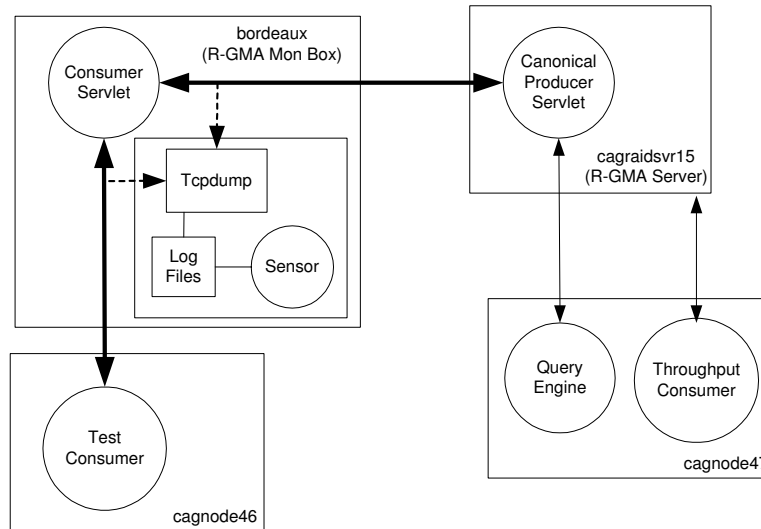 bordeaux
(R-GMA Mon Box)
Consumer
Servlet
Canonical
Producer
Servlet
cagraidsvr15
(R-GMA Server)
Tcpdump
Log
Files
Sensor
Query
Engine
Throughput
Consumer
cagnode47
Test
Consumer
cagnode46